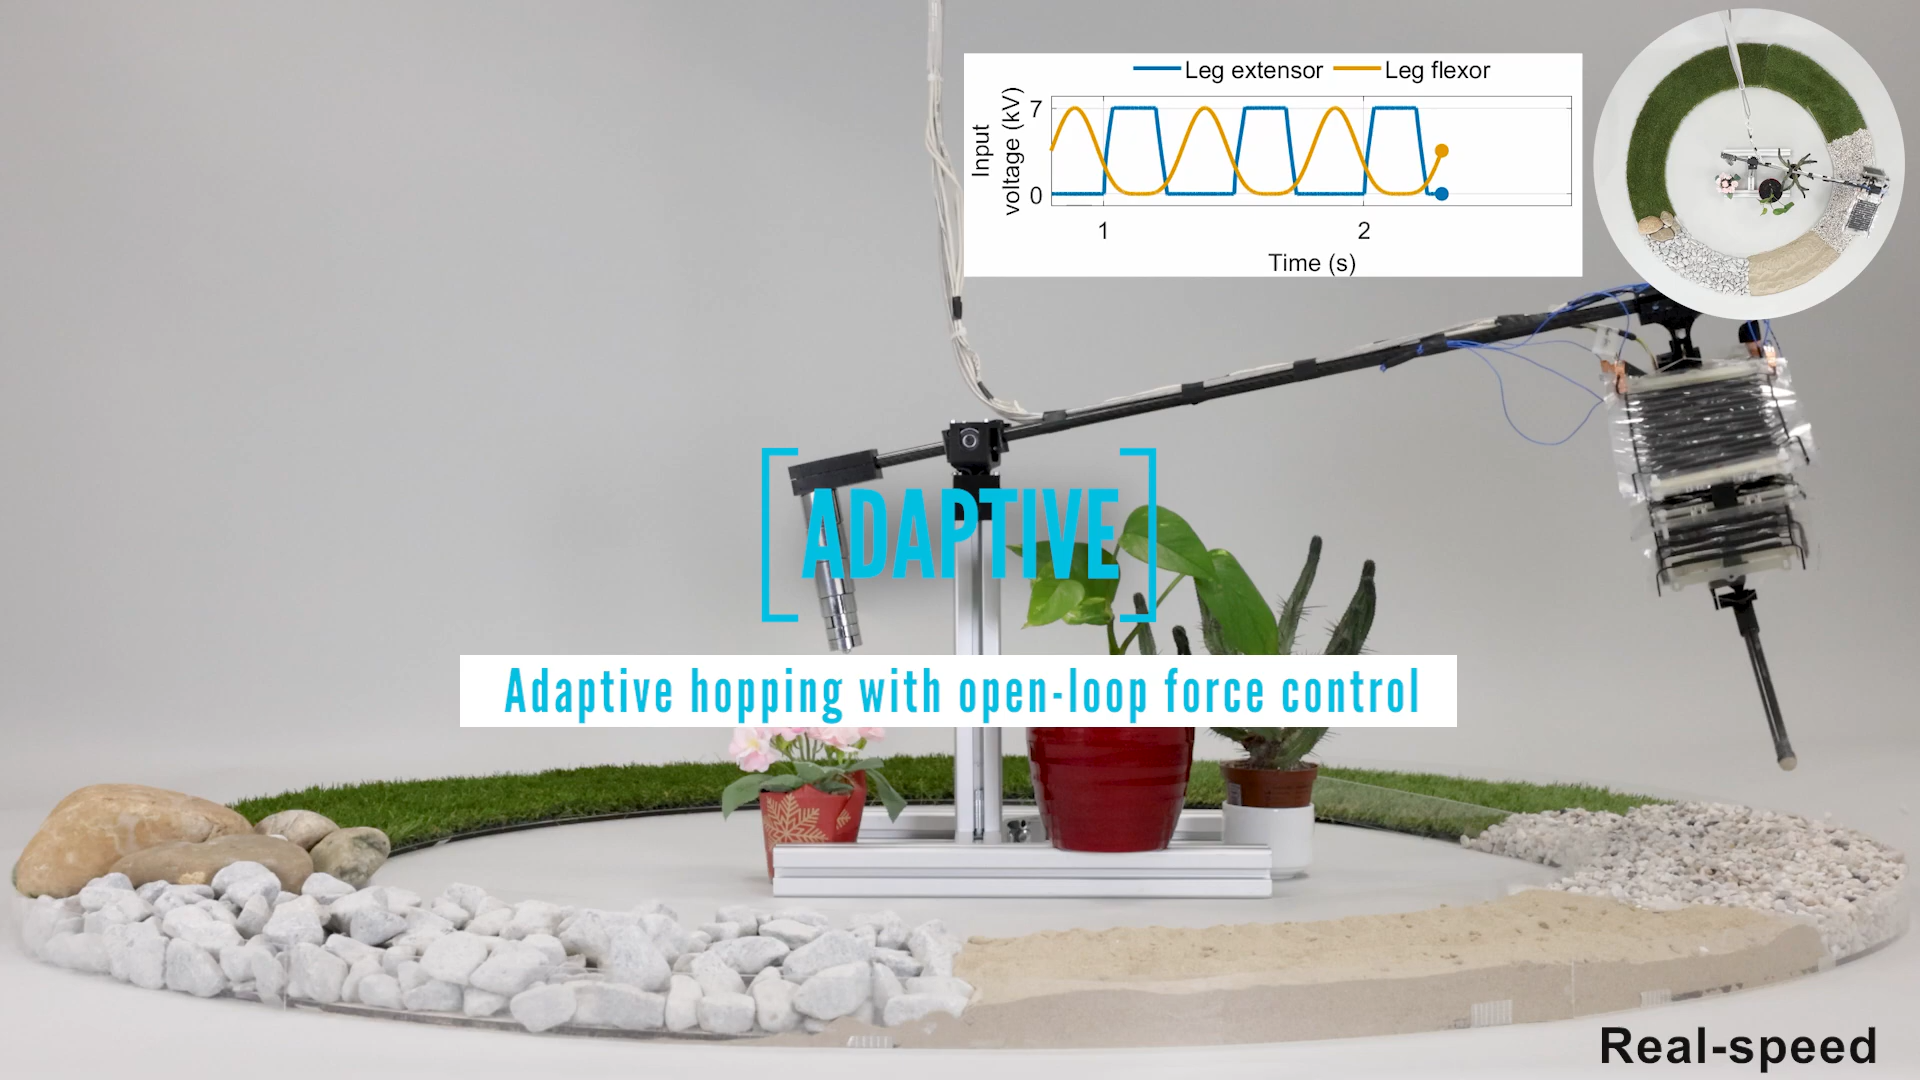 Leg extensor Leg flexor
Input
voltage (kV)
7
0
1 2
Time (s)
[ADAPTIVE]
Adaptive hopping with open-loop force control
Real-speed